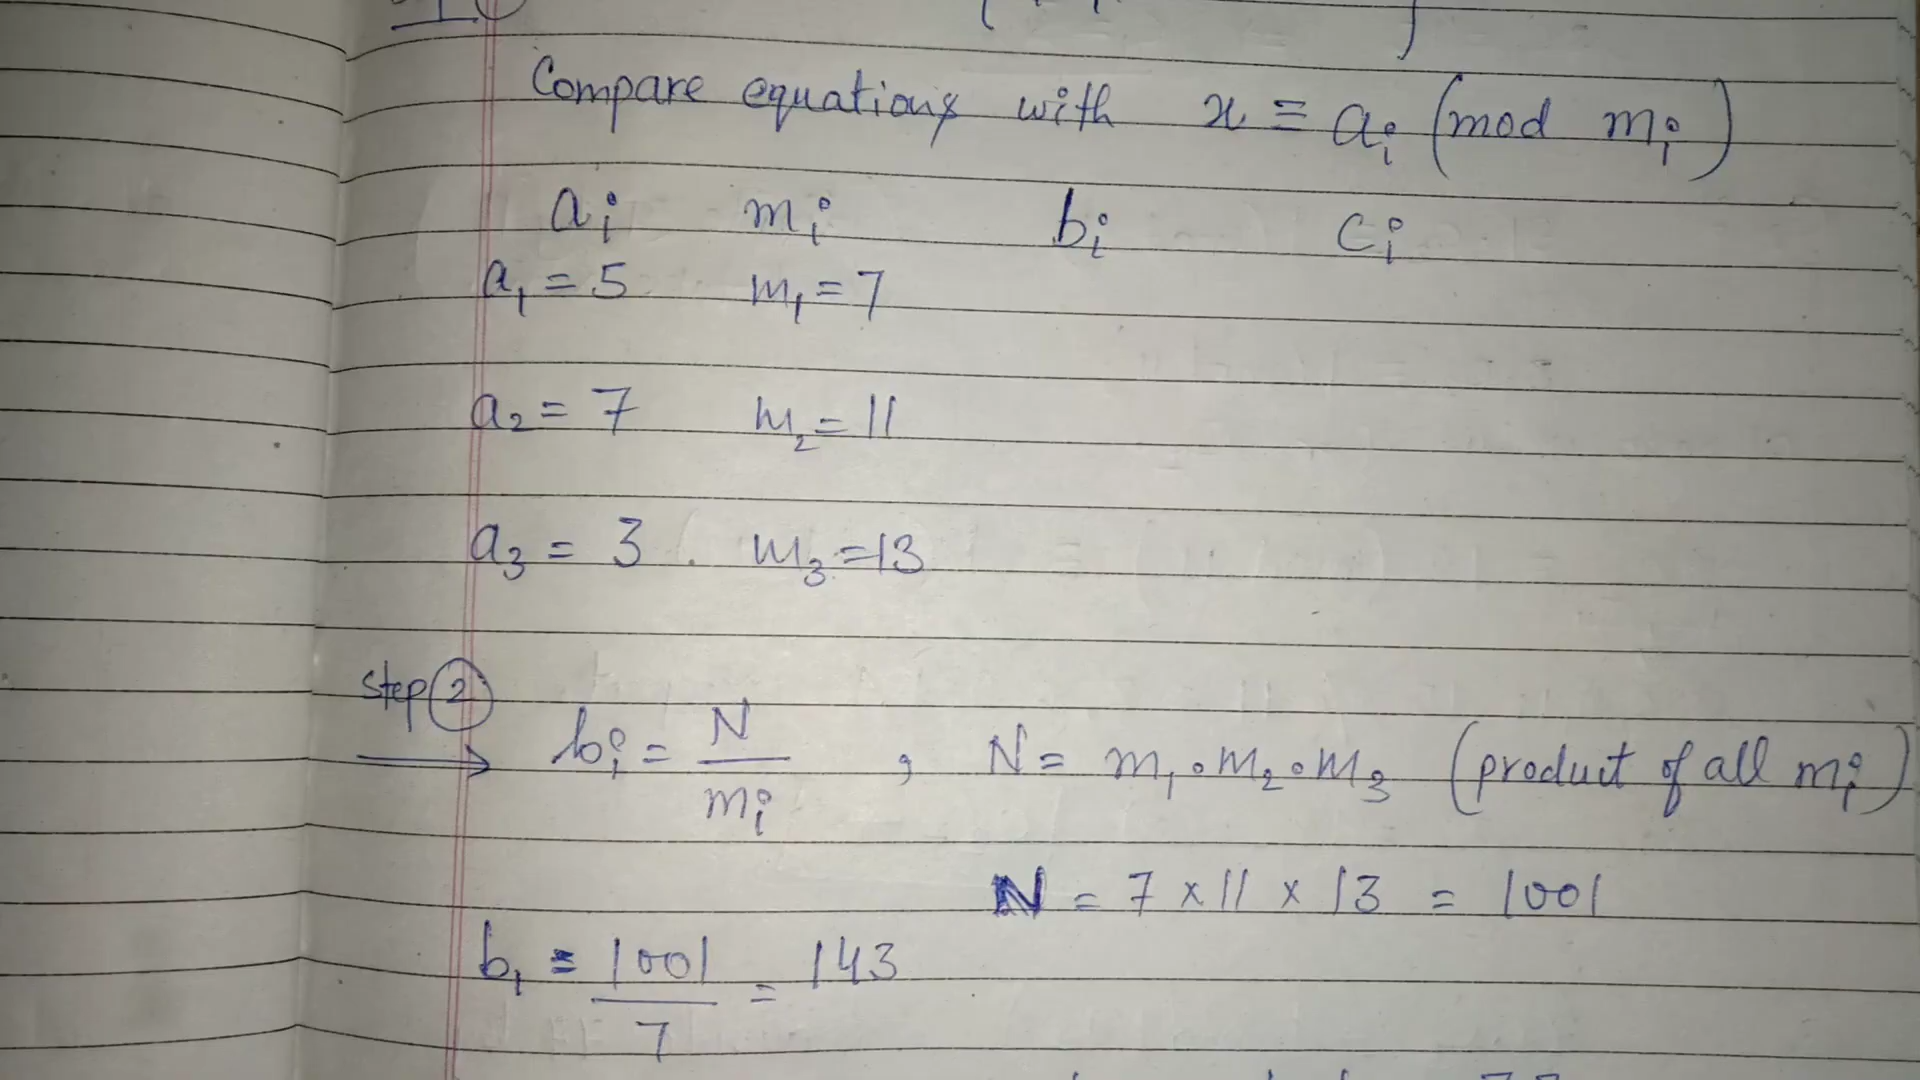 Compare equations with x ≡ aᵢ (mod mᵢ)
aᵢ mᵢ bᵢ cᵢ
a₁ = 5 m₁ = 7
a₂ = 7 m₂ = 11
a₃ = 3 m₃ = 13
Step 2
bᵢ = N/mᵢ , N = m₁ . m₂ . m₃ (product of all mᵢ)
N = 7 x 11 x 13 = 1001
b₁ = 1001/7 = 143